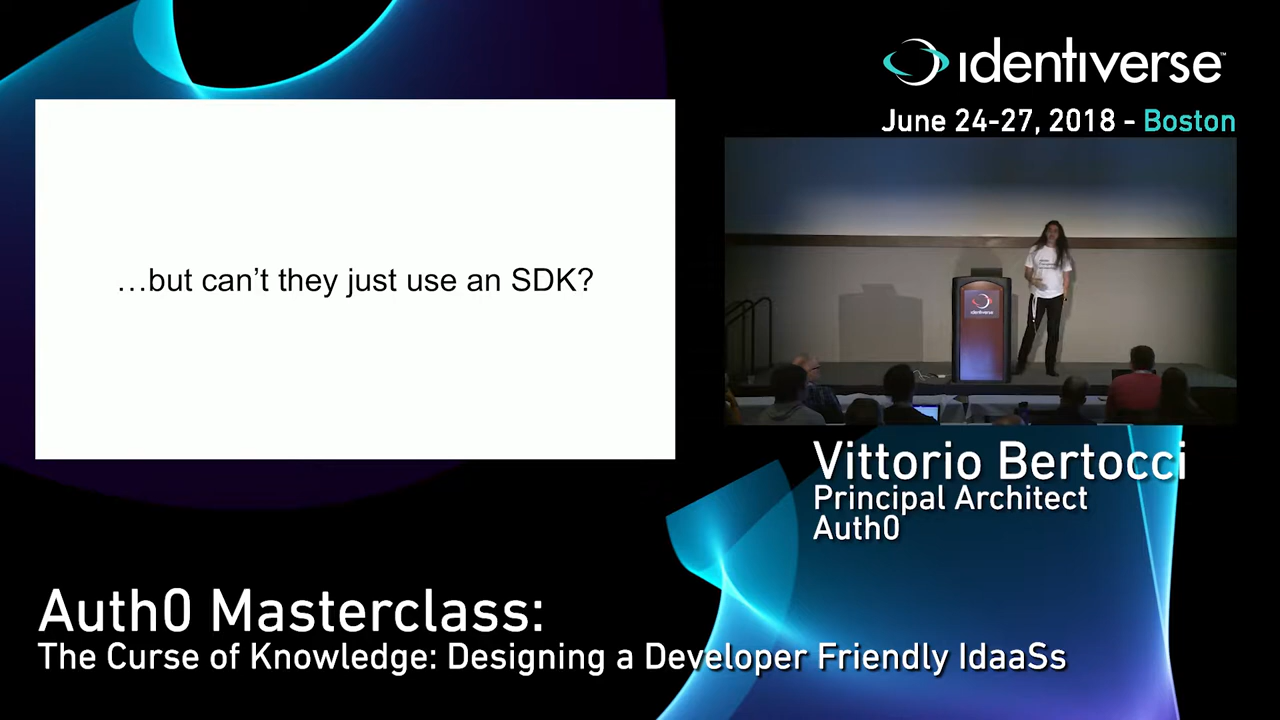 identiverse™
June 24-27, 2018 - Boston
…but can’t they just use an SDK?
identiverse
Vittorio Bertocci
Principal Architect
Auth0
Auth0 Masterclass:
The Curse of Knowledge: Designing a Developer Friendly IdaaSs